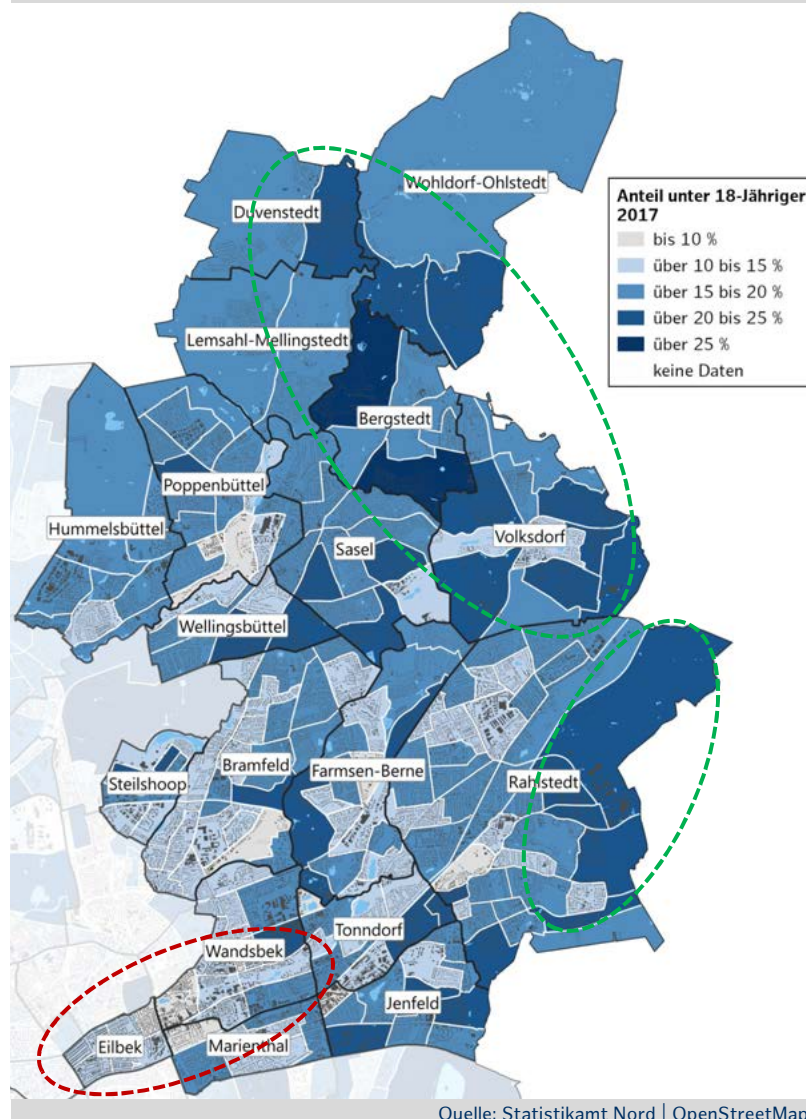 Wohldorf-Ohlstedt
Duvenstedt
Anteil unter 18-Jähriger
2017
bis 10 %
über 10 bis 15 %
über 15 bis 20 %
über 20 bis 25 %
über 25 %
keine Daten
Lemsahl-Mellingstedt
Bergstedt
Poppenbüttel
Hummelsbüttel
Volksdorf
Sasel
Wellingsbüttel
Bramfeld
Farmsen-Berne
Steilshoop
Rahlstedt
Tonndorf
Wandsbek
Jenfeld
Eilbek
Marienthal
Quelle: Statistikamt Nord | OpenStreetMap